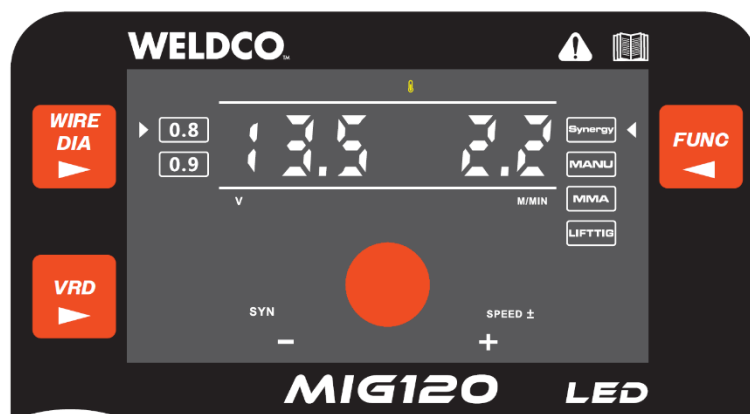 WELDCO™
WIRE DIA
0.8
0.9
13.5 2.2
Synergy
MANU
MMA
LIFTTIG
FUNC
V M/MIN
VRD
SYN SPEED ±
− +
MIG120 LED